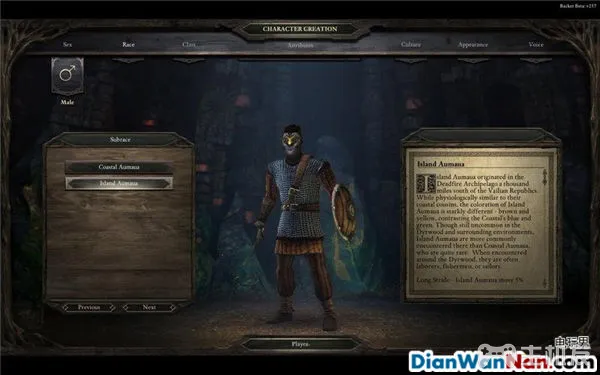 Backer Beta v257
CHARACTER CREATION
Sex
Race
Class
Attributes
Culture
Appearance
Voice
Male
Subrace
Coastal Aumaua
Island Aumaua
Previous
Next
Island Aumaua
Island Aumaua originated in the
Deadfire Archipelago a thousand
miles south of the Vailian Republics.
While physiologically similar to their
coastal cousins, the coloration of Island
Aumaua is starkly different - brown and
yellow, contrasting the Coastal's blue and
green. Though still uncommon in the
Dyrwood and surrounding environments,
Island Aumaua are more commonly
encountered there than Coastal Aumaua,
who are quite rare. When encountered
around the Dyrwood, they are often
laborers, fishermen, or sailors.
Long Stride - Island Aumaua move 5%
Player
DianWanNan.Com